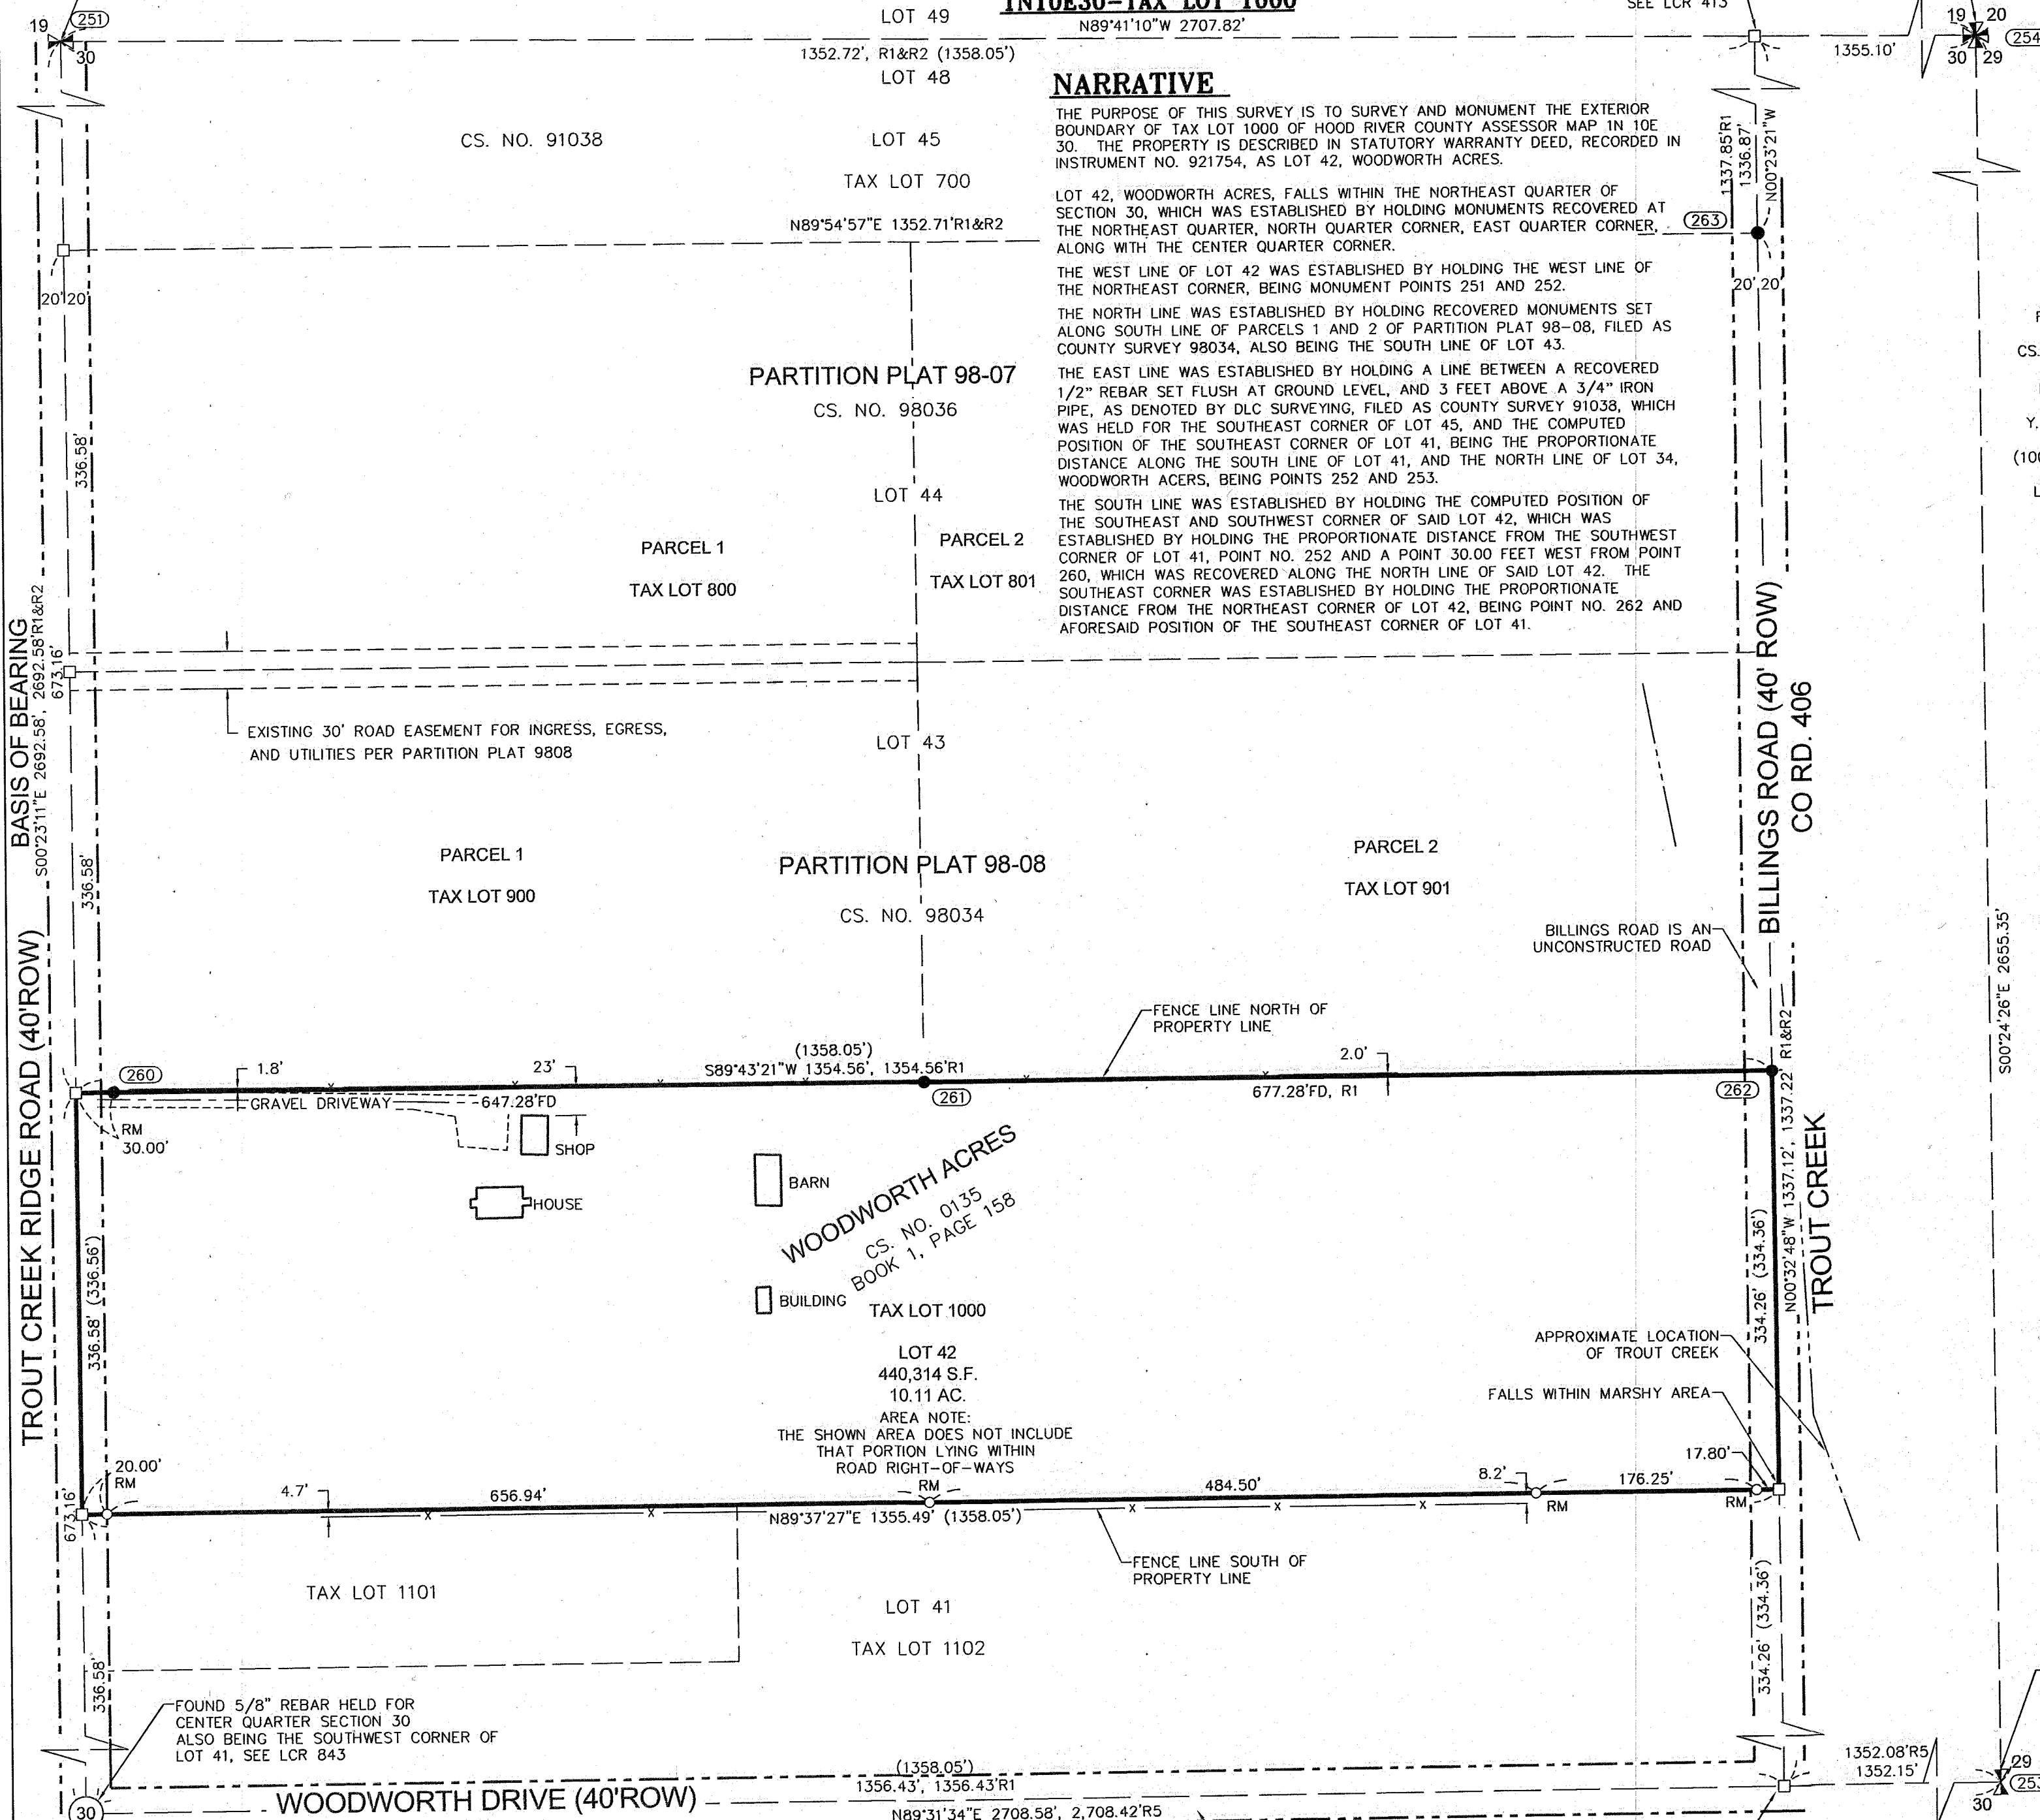 1N10E30-TAX LOT 1000
N89°41'10"W 2707.82'
SEE LCR 413
LOT 49
19 (251)
30
1352.72', R1&R2 (1358.05')
1355.10'
19 20
30 29
(254
LOT 48
LOT 45
CS. NO. 91038
TAX LOT 700
N89°54'57"E 1352.71'R1&R2
NARRATIVE
THE PURPOSE OF THIS SURVEY IS TO SURVEY AND MONUMENT THE EXTERIOR
BOUNDARY OF TAX LOT 1000 OF HOOD RIVER COUNTY ASSESSOR MAP 1N 10E
30. THE PROPERTY IS DESCRIBED IN STATUTORY WARRANTY DEED, RECORDED IN
INSTRUMENT NO. 921754, AS LOT 42, WOODWORTH ACRES.
LOT 42, WOODWORTH ACRES, FALLS WITHIN THE NORTHEAST QUARTER OF
SECTION 30, WHICH WAS ESTABLISHED BY HOLDING MONUMENTS RECOVERED AT
THE NORTHEAST QUARTER, NORTH QUARTER CORNER, EAST QUARTER CORNER,
ALONG WITH THE CENTER QUARTER CORNER.
THE WEST LINE OF LOT 42 WAS ESTABLISHED BY HOLDING THE WEST LINE OF
THE NORTHEAST CORNER, BEING MONUMENT POINTS 251 AND 252.
THE NORTH LINE WAS ESTABLISHED BY HOLDING RECOVERED MONUMENTS SET
ALONG SOUTH LINE OF PARCELS 1 AND 2 OF PARTITION PLAT 98-08, FILED AS
COUNTY SURVEY 98034, ALSO BEING THE SOUTH LINE OF LOT 43.
THE EAST LINE WAS ESTABLISHED BY HOLDING A LINE BETWEEN A RECOVERED
1/2" REBAR SET FLUSH AT GROUND LEVEL, AND 3 FEET ABOVE A 3/4" IRON
PIPE, AS DENOTED BY DLC SURVEYING, FILED AS COUNTY SURVEY 91038, WHICH
WAS HELD FOR THE SOUTHEAST CORNER OF LOT 45, AND THE COMPUTED
POSITION OF THE SOUTHEAST CORNER OF LOT 41, BEING THE PROPORTIONATE
DISTANCE ALONG THE SOUTH LINE OF LOT 41, AND THE NORTH LINE OF LOT 34,
WOODWORTH ACERS, BEING POINTS 252 AND 253.
THE SOUTH LINE WAS ESTABLISHED BY HOLDING THE COMPUTED POSITION OF
THE SOUTHEAST AND SOUTHWEST CORNER OF SAID LOT 42, WHICH WAS
ESTABLISHED BY HOLDING THE PROPORTIONATE DISTANCE FROM THE SOUTHWEST
CORNER OF LOT 41, POINT NO. 252 AND A POINT 30.00 FEET WEST FROM POINT
260, WHICH WAS RECOVERED ALONG THE NORTH LINE OF SAID LOT 42. THE
SOUTHEAST CORNER WAS ESTABLISHED BY HOLDING THE PROPORTIONATE
DISTANCE FROM THE NORTHEAST CORNER OF LOT 42, BEING POINT NO. 262 AND
AFORESAID POSITION OF THE SOUTHEAST CORNER OF LOT 41.
1337.85'R1
1336.87'
N00°23'21"W
(263)
20' 20'
20' 20'
CS.
Y.
(100
L
PARTITION PLAT 98-07
CS. NO. 98036
336.58'
LOT 44
PARCEL 1
TAX LOT 800
PARCEL 2
TAX LOT 801
BASIS OF BEARING
S00°23'11"E 2692.58', 2692.58'R1&R2
673.16'
EXISTING 30' ROAD EASEMENT FOR INGRESS, EGRESS,
AND UTILITIES PER PARTITION PLAT 9808
LOT 43
BILLINGS ROAD (40' ROW)
CO RD. 406
336.58'
PARCEL 1
TAX LOT 900
PARTITION PLAT 98-08
CS. NO. 98034
PARCEL 2
TAX LOT 901
BILLINGS ROAD IS AN
UNCONSTRUCTED ROAD
S00°24'26"E 2655.35'
TROUT CREEK RIDGE ROAD (40'ROW)
FENCE LINE NORTH OF
PROPERTY LINE
(260)
1.8'
23'
(1358.05')
S89°43'21"W 1354.56', 1354.56'R1
2.0'
GRAVEL DRIVEWAY
647.28'FD
(261)
677.28'FD, R1
(262)
RM
30.00'
SHOP
HOUSE
BARN
BUILDING
WOODWORTH ACRES
CS. NO. 0135
BOOK 1, PAGE 158
336.58' (336.56')
334.26' (334.36')
N00°32'48"W 1337.12', 1337.22' R1&R2
TROUT CREEK
TAX LOT 1000
LOT 42
440,314 S.F.
10.11 AC.
AREA NOTE:
THE SHOWN AREA DOES NOT INCLUDE
THAT PORTION LYING WITHIN
ROAD RIGHT-OF-WAYS
APPROXIMATE LOCATION
OF TROUT CREEK
FALLS WITHIN MARSHY AREA
20.00'
RM
4.7'
656.94'
RM
484.50'
8.2'
RM
176.25'
17.80'
RM
N89°37'27"E 1355.49' (1358.05')
673.16'
FENCE LINE SOUTH OF
PROPERTY LINE
TAX LOT 1101
LOT 41
TAX LOT 1102
336.58'
334.26' (334.36')
FOUND 5/8" REBAR HELD FOR
CENTER QUARTER SECTION 30
ALSO BEING THE SOUTHWEST CORNER OF
LOT 41, SEE LCR 843
30
WOODWORTH DRIVE (40'ROW)
(1358.05')
1356.43', 1356.43'R1
N89°31'34"E 2708.58', 2,708.42'R5
1352.08'R5
1352.15'
29
(253
30